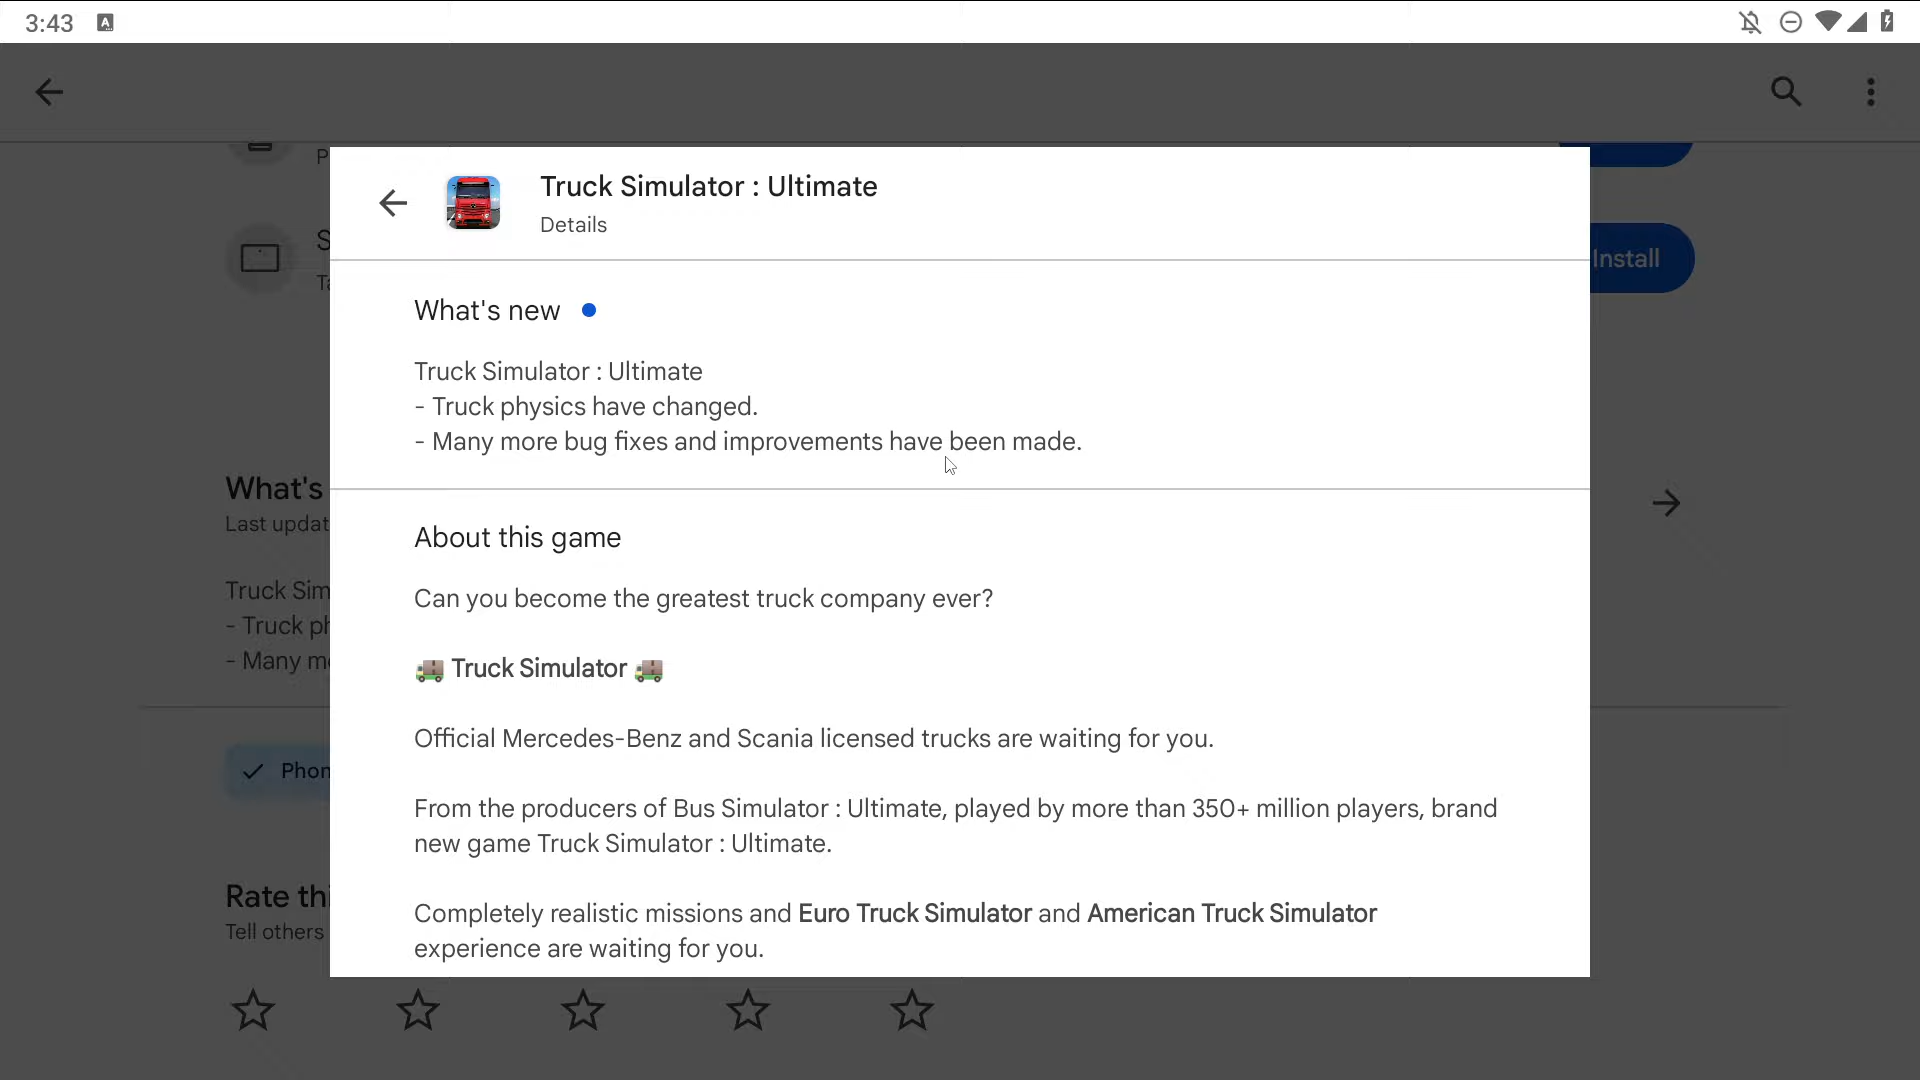 3:43
Truck Simulator : Ultimate
Details
Install
What's new
Truck Simulator : Ultimate
- Truck physics have changed.
- Many more bug fixes and improvements have been made.
What's
Last updat
Truck Sim
- Truck ph
- Many m
About this game
Can you become the greatest truck company ever?
🚚 Truck Simulator 🚚
Official Mercedes-Benz and Scania licensed trucks are waiting for you.
Phon
From the producers of Bus Simulator : Ultimate, played by more than 350+ million players, brand
new game Truck Simulator : Ultimate.
Rate thi
Tell others
Completely realistic missions and Euro Truck Simulator and American Truck Simulator
experience are waiting for you.